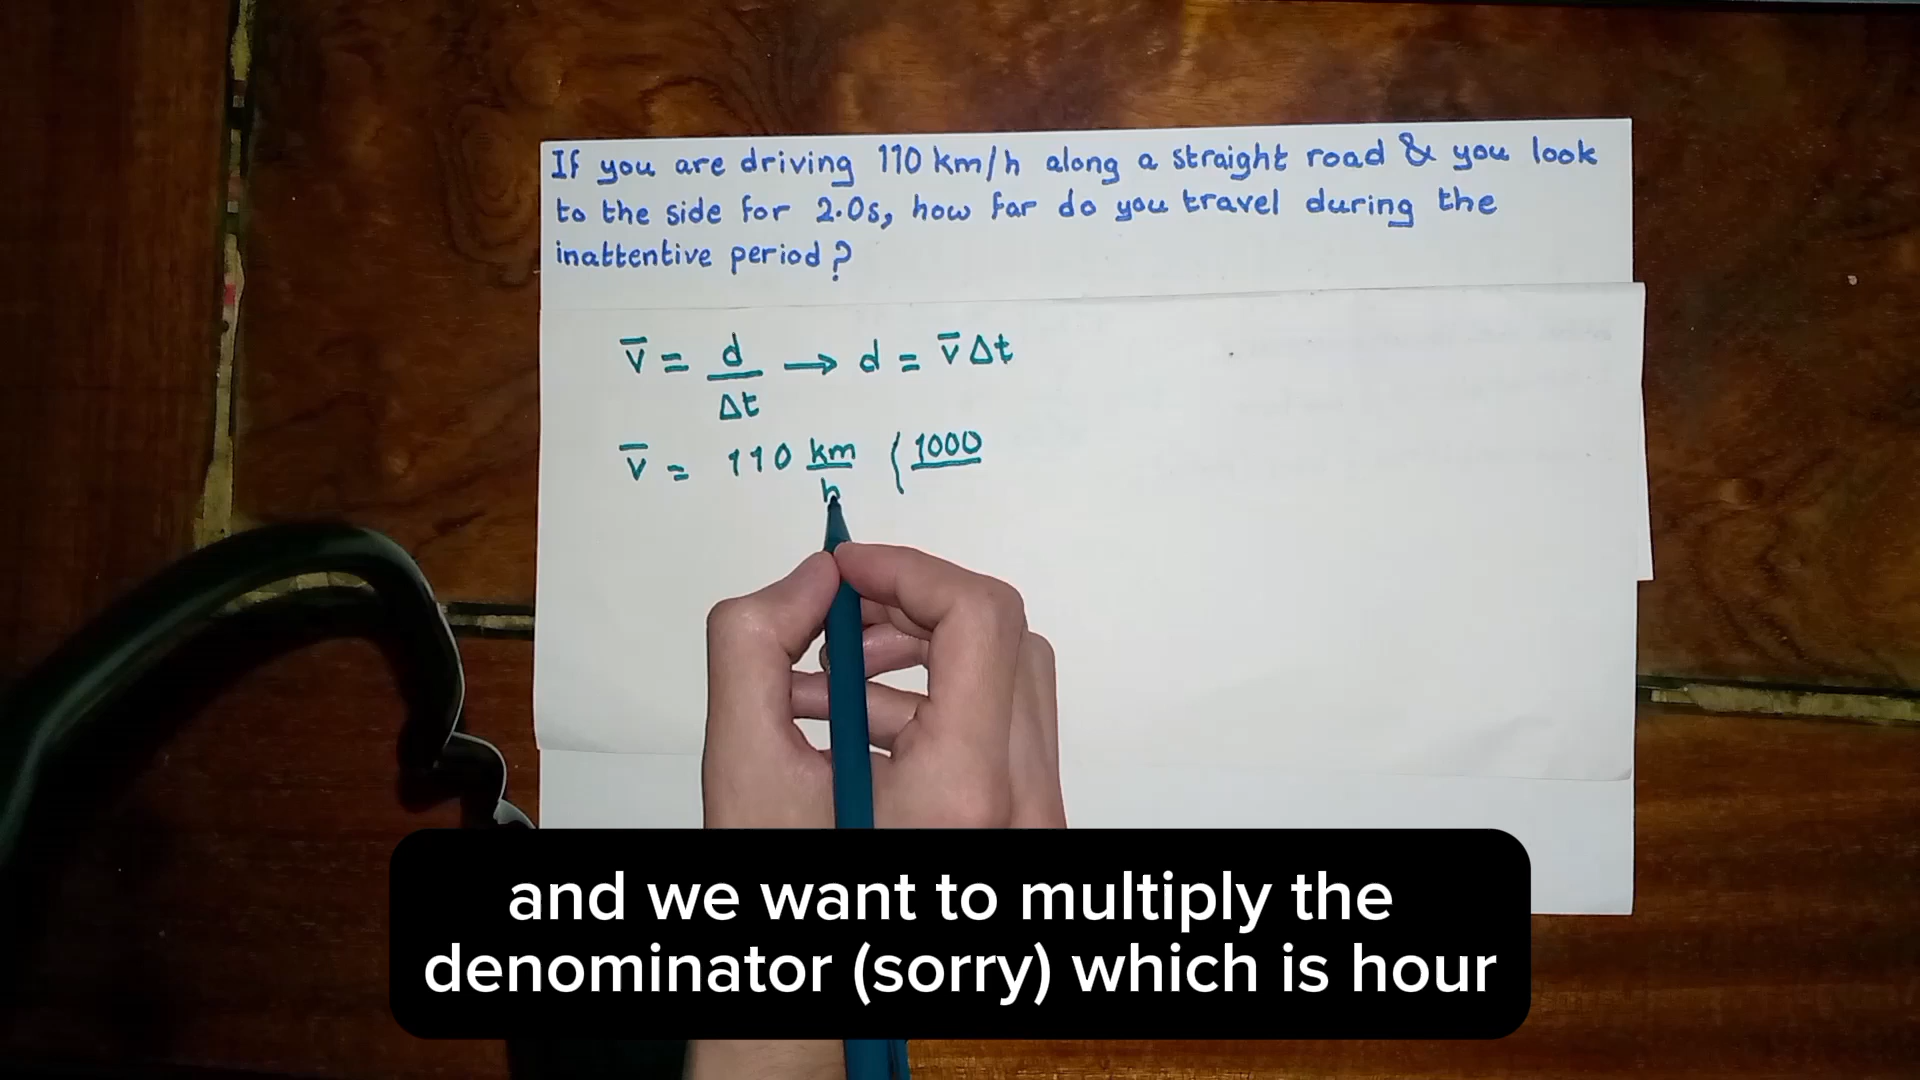 If you are driving 110 km/h along a straight road & you look
to the side for 2.0s, how far do you travel during the
inattentive period?
v̅ = d/Δt → d = v̅Δt
v̅ = 110 km/h (1000
and we want to multiply the
denominator (sorry) which is hour